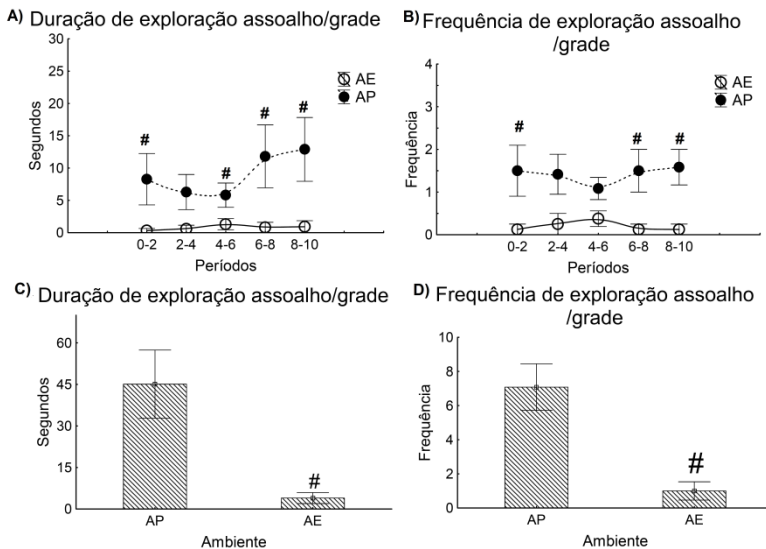 A) Duração de exploração assoalho/grade
30
25
20
15
10
5
0
Segundos
AE
AP
#
#
#
#
0-2 2-4 4-6 6-8 8-10
Períodos
B) Frequência de exploração assoalho
/grade
4
3
2
1
0
Frequência
AE
AP
#
#
#
0-2 2-4 4-6 6-8 8-10
Períodos
C) Duração de exploração assoalho/grade
60
45
30
15
0
Segundos
#
AP AE
Ambiente
D) Frequência de exploração assoalho
/grade
10
8
6
4
2
0
Frequência
#
AP AE
Ambiente